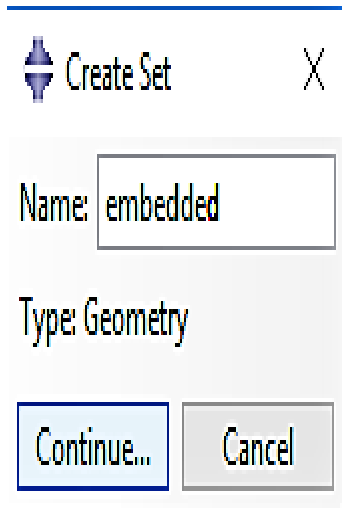 Create Set
Name: embedded
Type: Geometry
Continue... Cancel